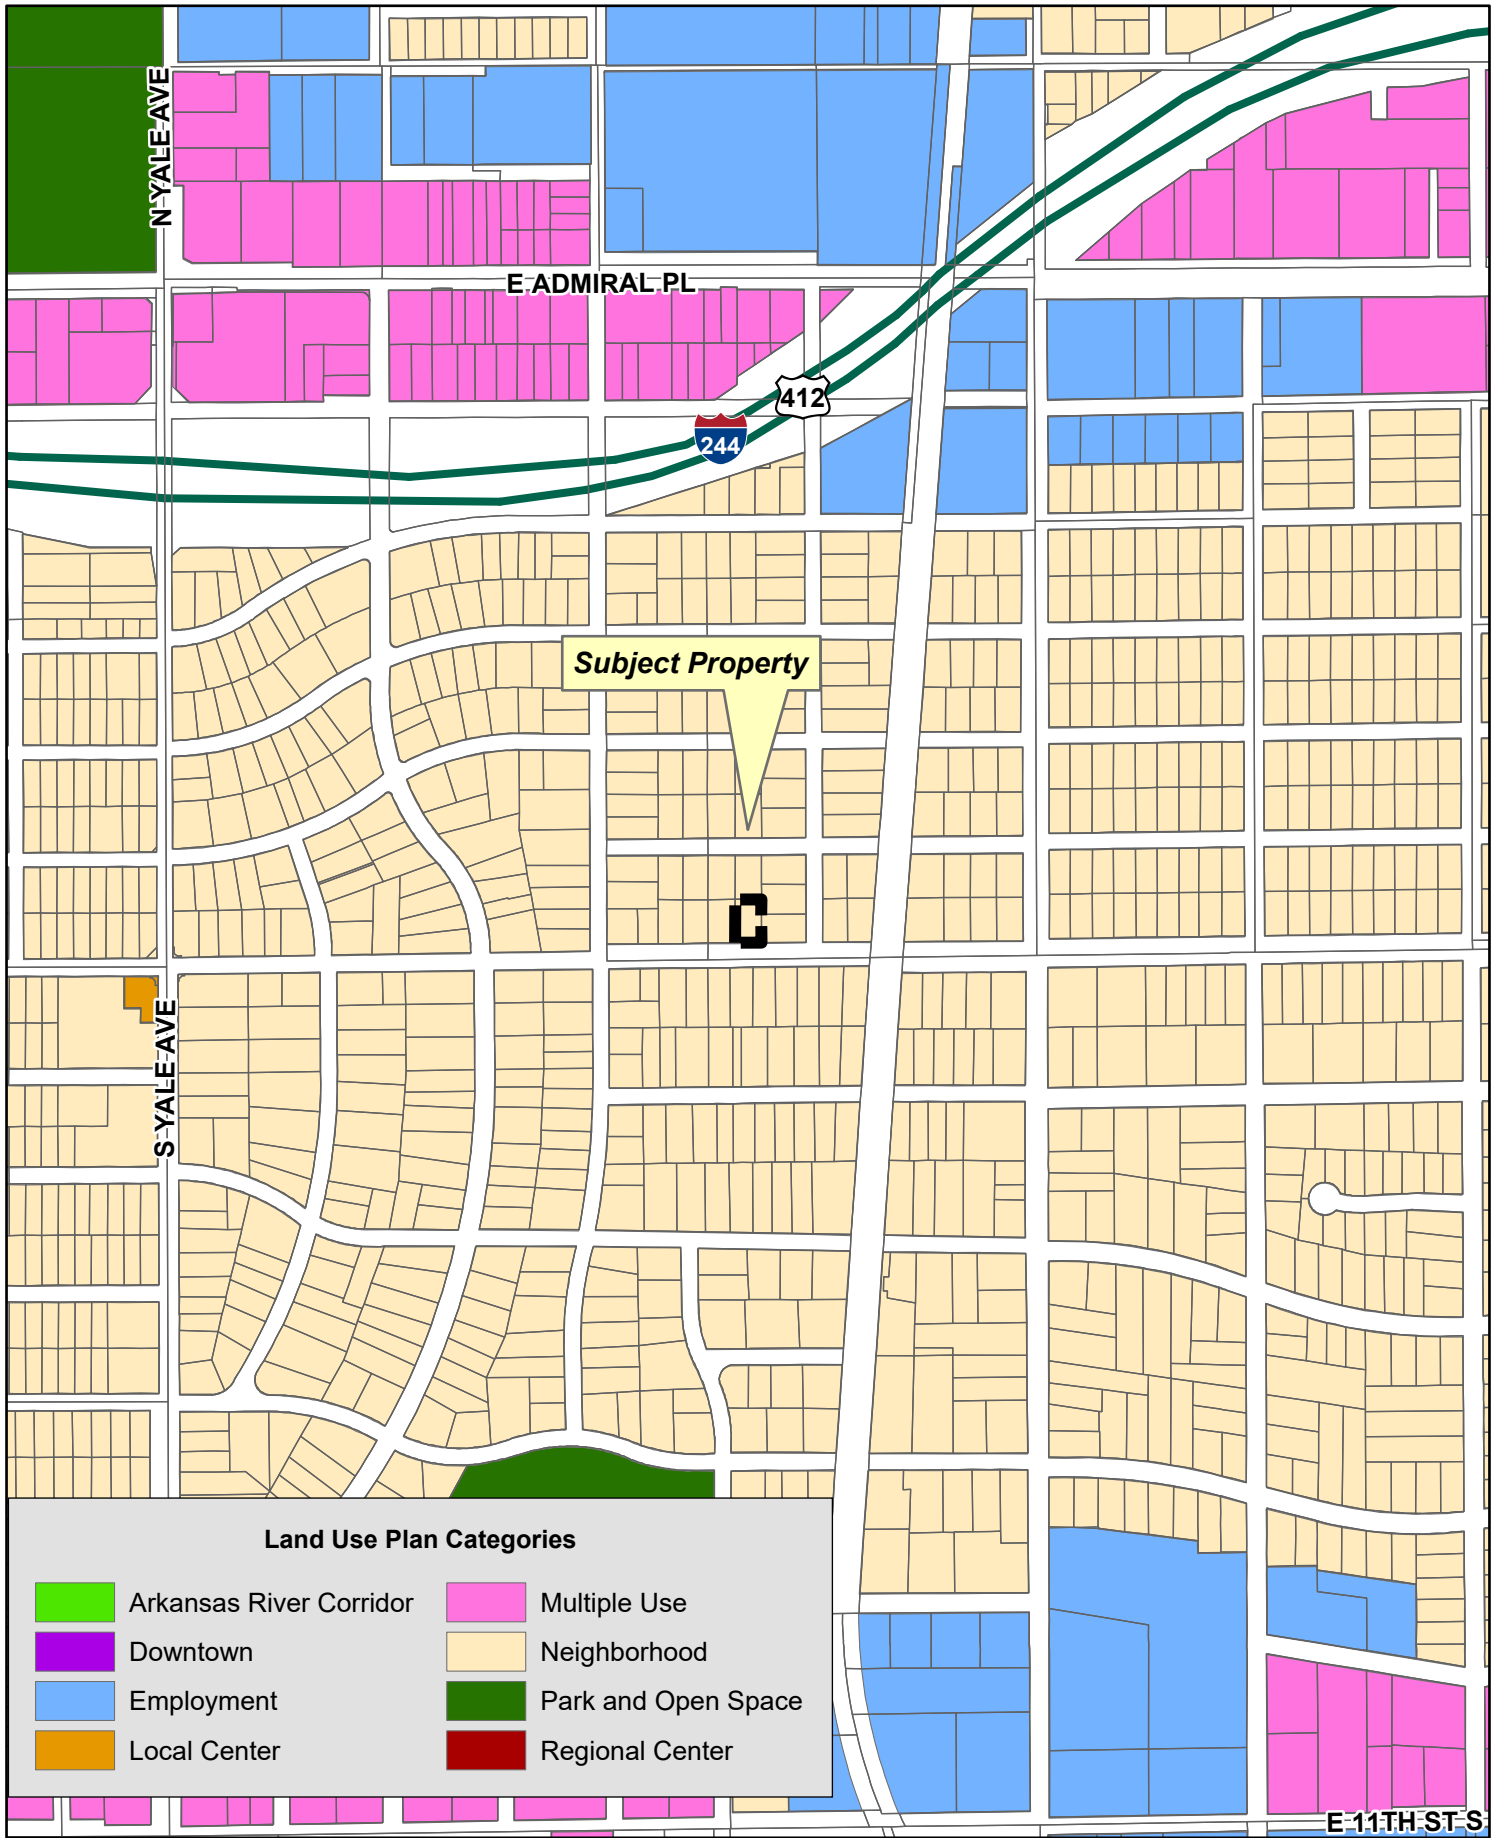 N YALE AVE
E ADMIRAL PL
412
244
Subject Property
S YALE AVE
Land Use Plan Categories
Arkansas River Corridor
Multiple Use
Downtown
Neighborhood
Employment
Park and Open Space
Local Center
Regional Center
E 11TH ST S